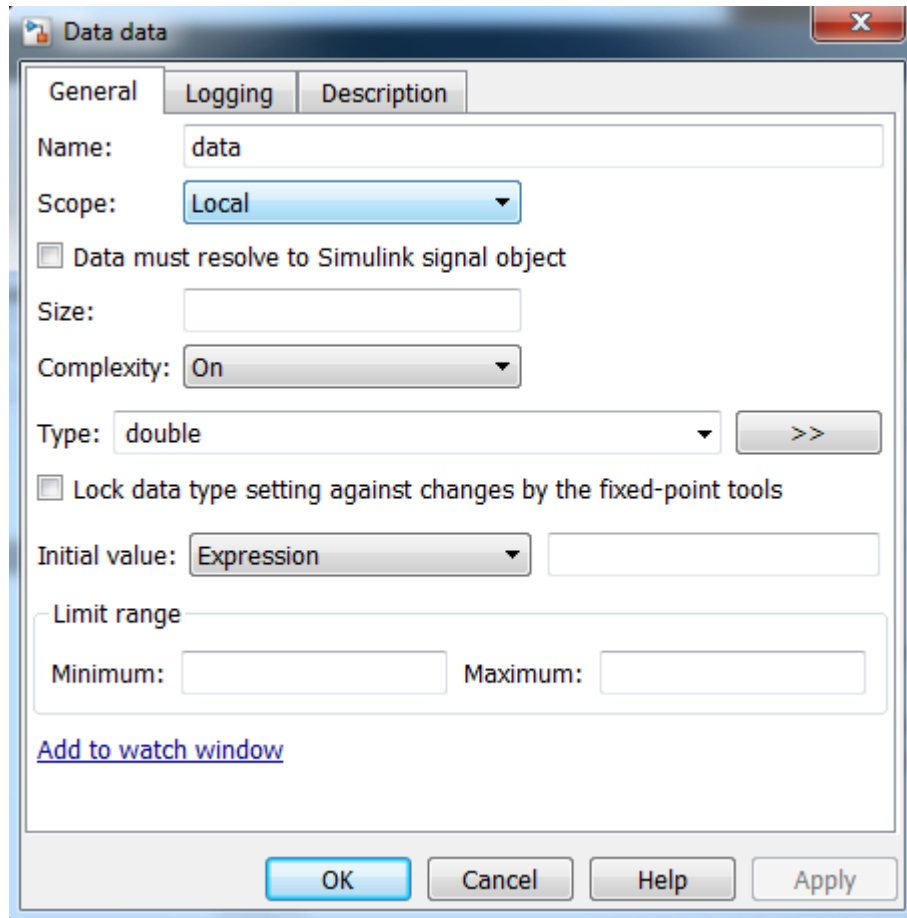 Data data
General Logging Description
Name: data
Scope: Local
Data must resolve to Simulink signal object
Size:
Complexity: On
Type: double >>
Lock data type setting against changes by the fixed-point tools
Initial value: Expression
Limit range
Minimum: Maximum:
Add to watch window
OK Cancel Help Apply